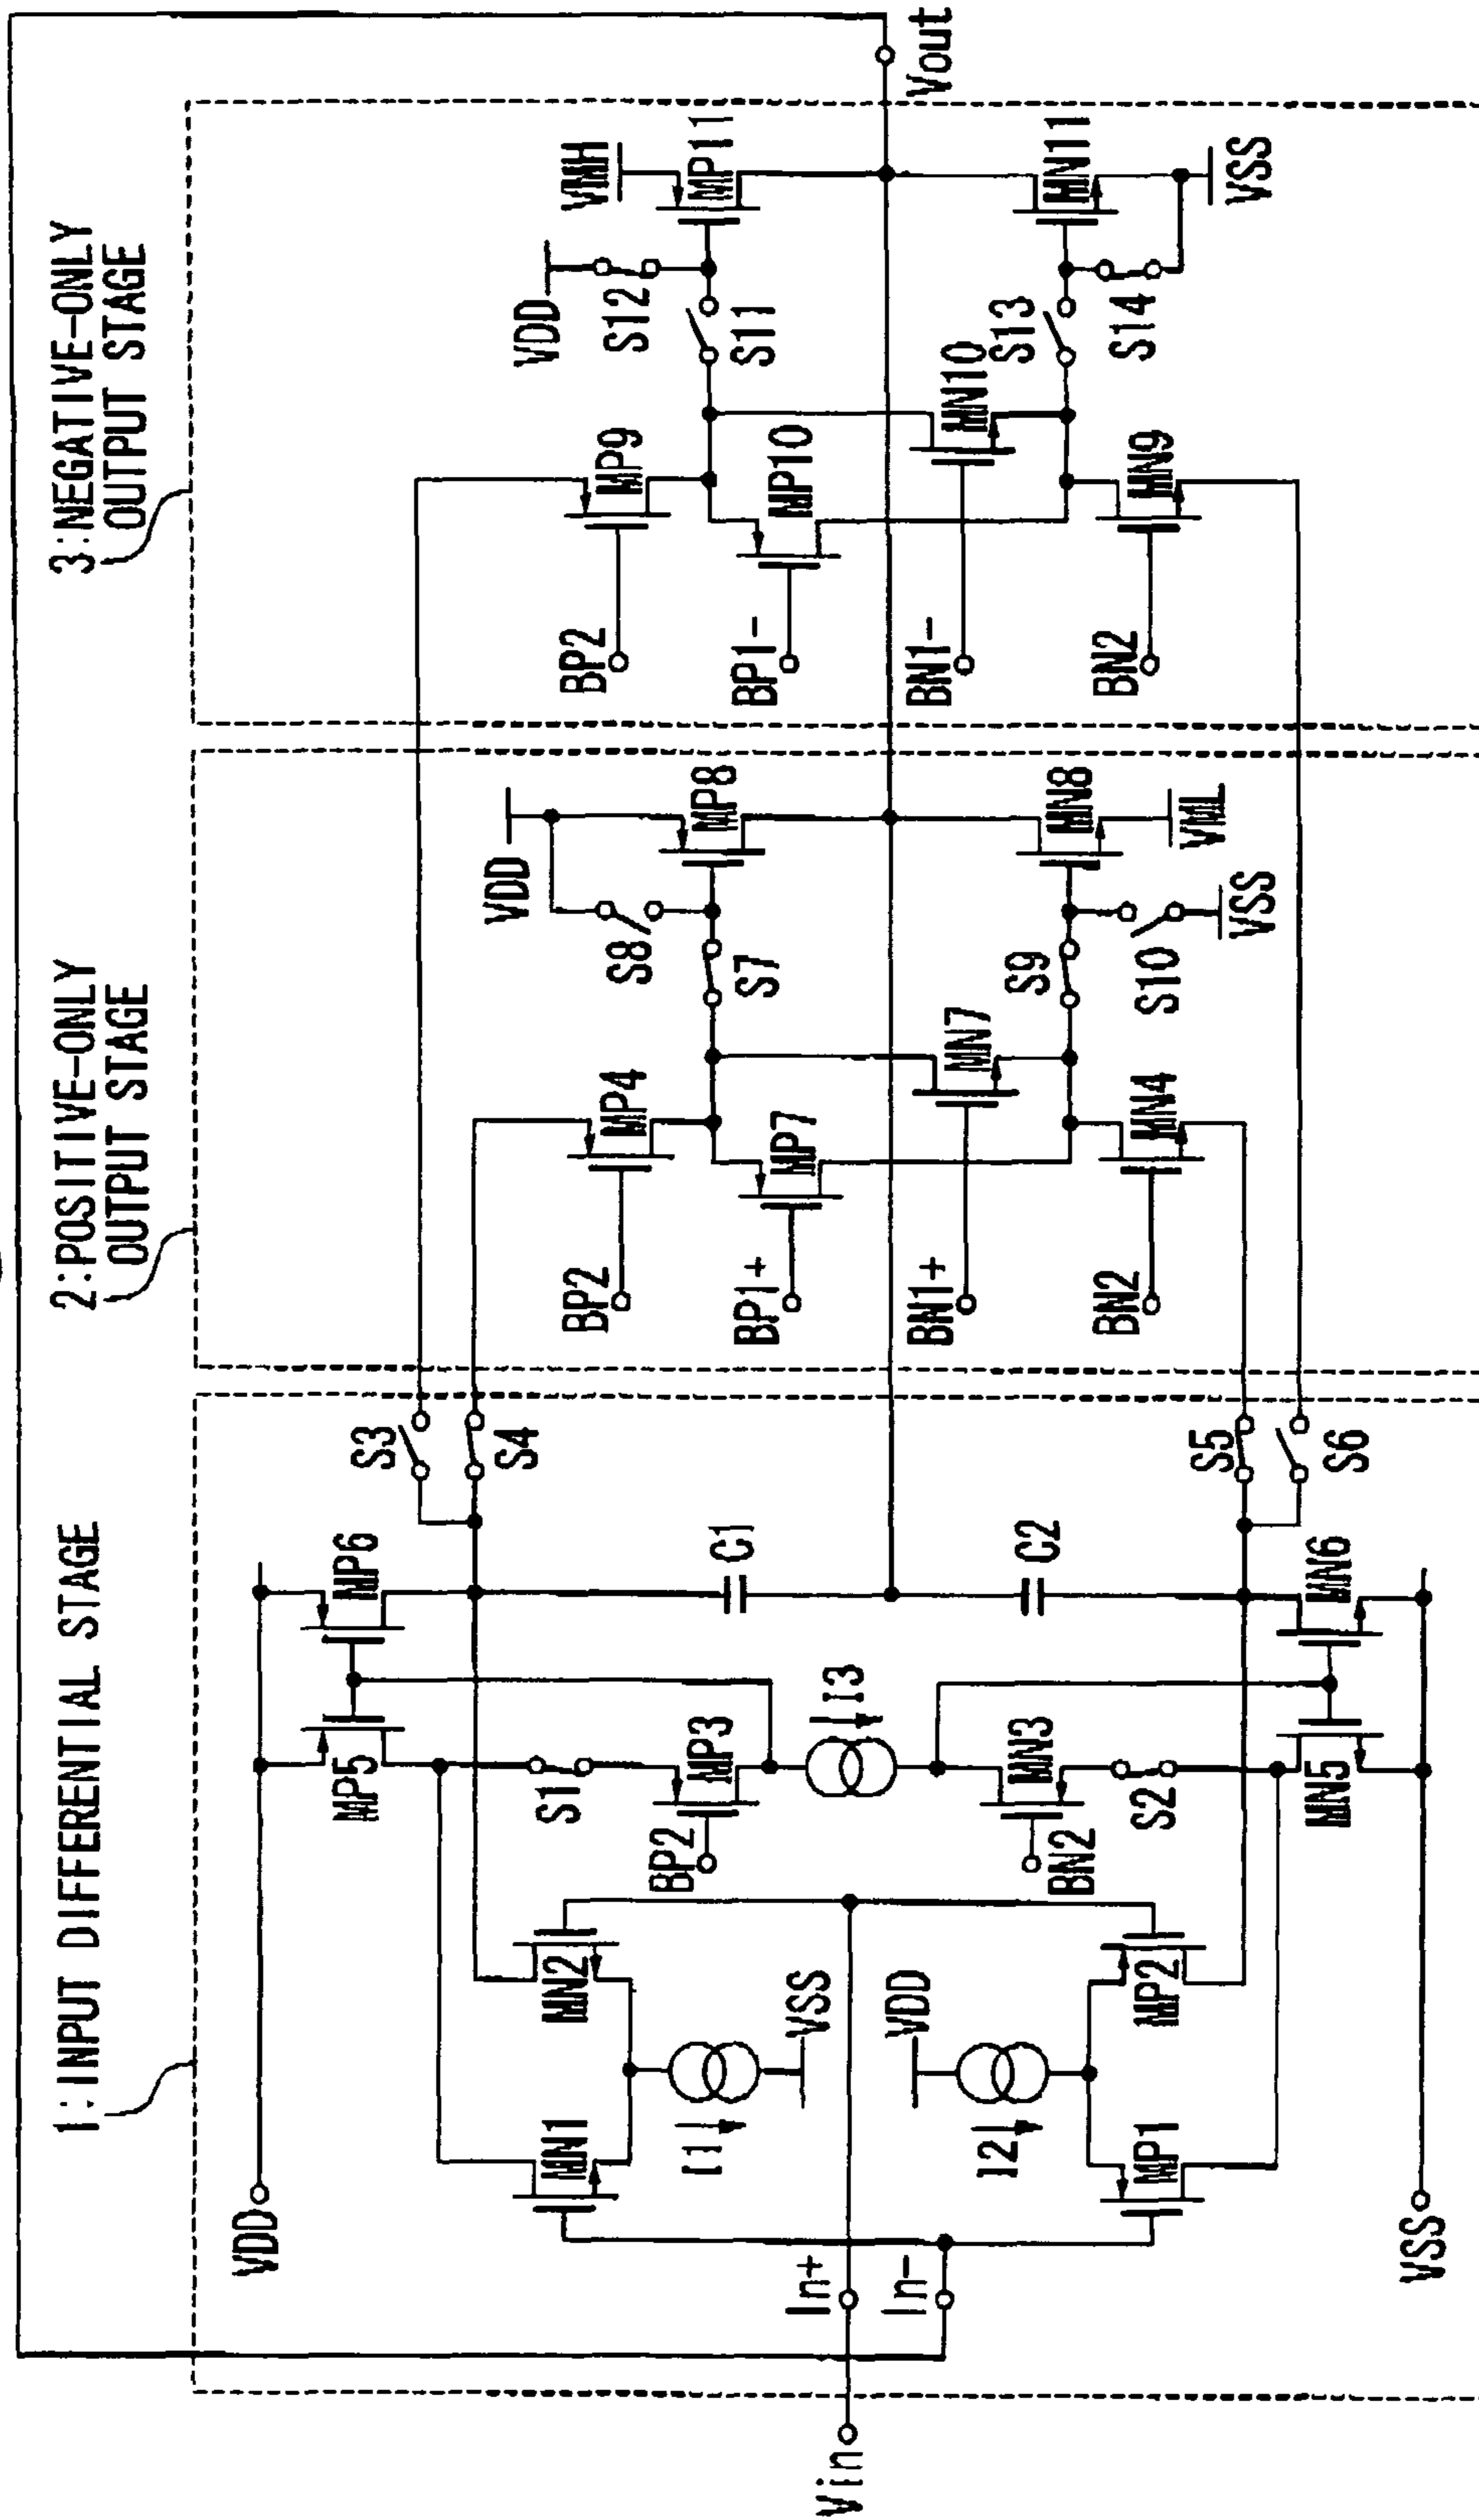 1:INPUT DIFFERENTIAL STAGE
2:POSITIVE-ONLY
OUTPUT STAGE
3:NEGATIVE-ONLY
OUTPUT STAGE
VDD
MP5
MP6
S1
BP2
MP3
MN1
MN2
I1
VSS
I3
C1
S3
S4
Vin
In+
In-
VDD
I2
MP1
MP2
BN2
MN3
S2
C2
MN5
MN6
S5
S6
VSS
BP2
MP4
BP1+
MP7
VDD
S8
S7
MP8
BN1+
MN7
BN2
MN4
S9
S10
MN8
VML
VSS
BP2
MP9
BP1-
MP10
VDD
S12
S11
VMH
MP11
BN1-
MN10
BN2
MN9
S13
S14
MN11
VSS
Vout